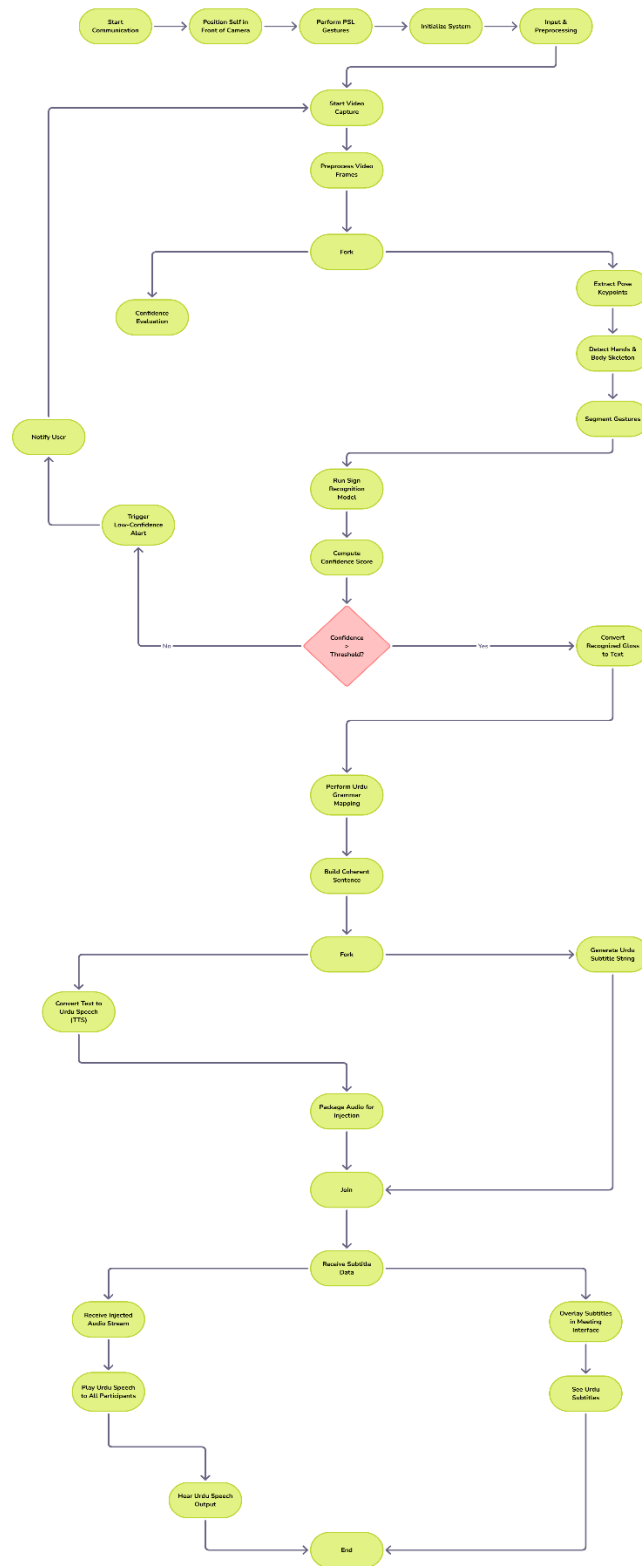 Start
Communication
Position Self in
Front of Camera
Perform PSL
Gestures
Initialize System
Input &
Preprocessing
Start Video
Capture
Preprocess Video
Frames
Fork
Confidence
Evaluation
Extract Pose
Keypoints
Detect Hands &
Body Skeleton
Segment Gestures
Notify User
Run Sign
Recognition
Model
Trigger
Low-Confidence
Alert
Compute
Confidence Score
Confidence
>
Threshold?
No
Yes
Convert
Recognized Gloss
to Text
Perform Urdu
Grammar
Mapping
Build Coherent
Sentence
Fork
Generate Urdu
Subtitle String
Convert Text to
Urdu Speech
(TTS)
Package Audio for
Injection
Join
Receive Subtitle
Data
Receive Injected
Audio Stream
Overlay Subtitles
in Meeting
Interface
Play Urdu Speech
to All Participants
See Urdu
Subtitles
Hear Urdu Speech
Output
End